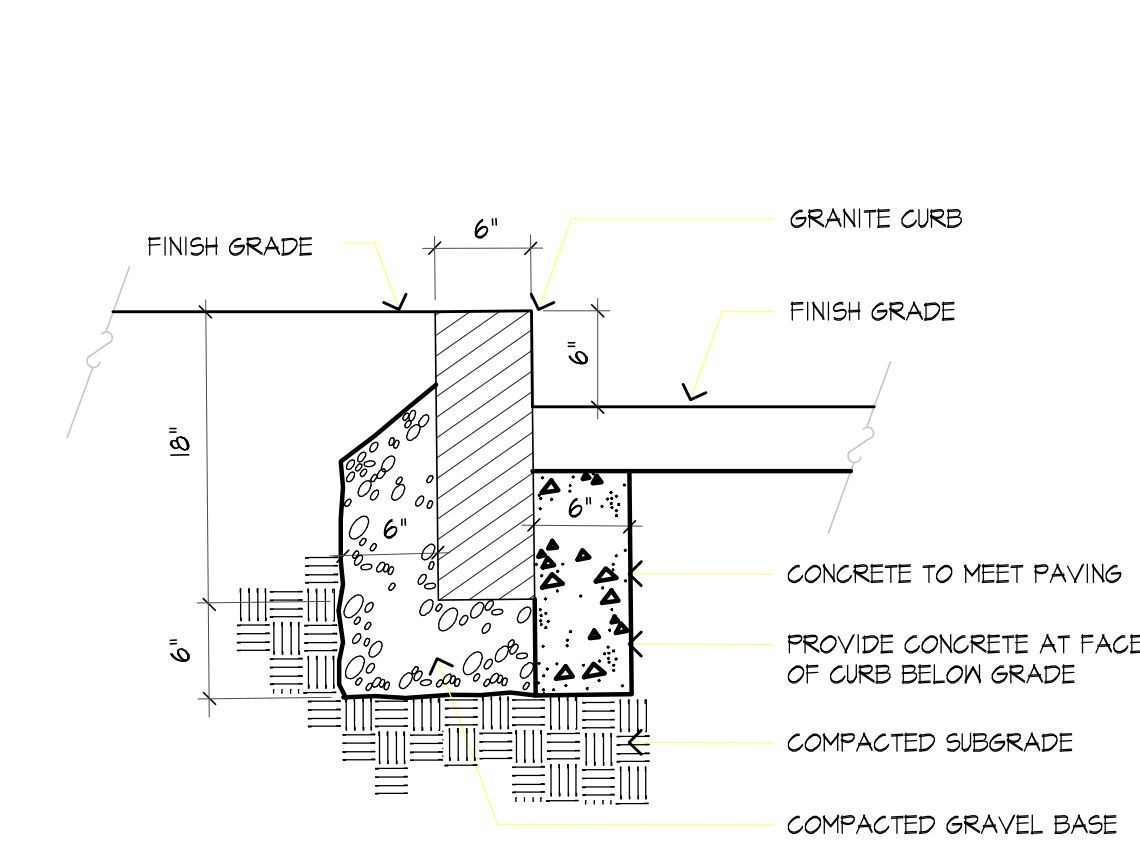 GRANITE CURB
6"
FINISH GRADE
FINISH GRADE
6"
18"
6"
6"
CONCRETE TO MEET PAVING
PROVIDE CONCRETE AT FACE
OF CURB BELOW GRADE
6"
COMPACTED SUBGRADE
COMPACTED GRAVEL BASE